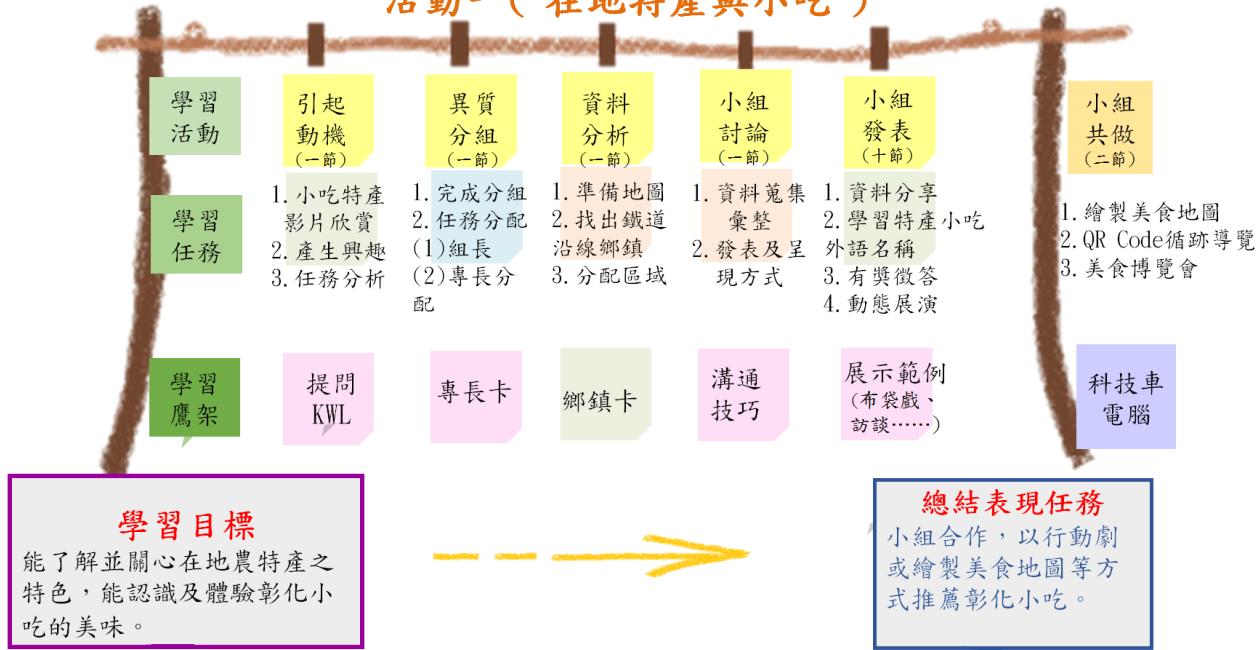 活動一(在地特產與小吃)
學習
活動
引起
動機
(一節)
異質
分組
(一節)
資料
分析
(一節)
小組
討論
(一節)
小組
發表
(十節)
小組
共做
(二節)
學習
任務
1.小吃特產
影片欣賞
2.產生興趣
3.任務分析
1.完成分組
2.任務分配
(1)組長
(2)專長分
配
1.準備地圖
2.找出鐵道
沿線鄉鎮
3.分配區域
1.資料蒐集
彙整
2.發表及呈
現方式
1.資料分享
2.學習特產小吃
外語名稱
3.有獎徵答
4.動態展演
1.繪製美食地圖
2.QR Code循跡導覽
3.美食博覽會
學習
鷹架
提問
KWL
專長卡
鄉鎮卡
溝通
技巧
展示範例
(布袋戲、
訪談……)
科技車
電腦
學習目標
能了解並關心在地農特產之
特色，能認識及體驗彰化小
吃的美味。
總結表現任務
小組合作，以行動劇
或繪製美食地圖等方
式推薦彰化小吃。